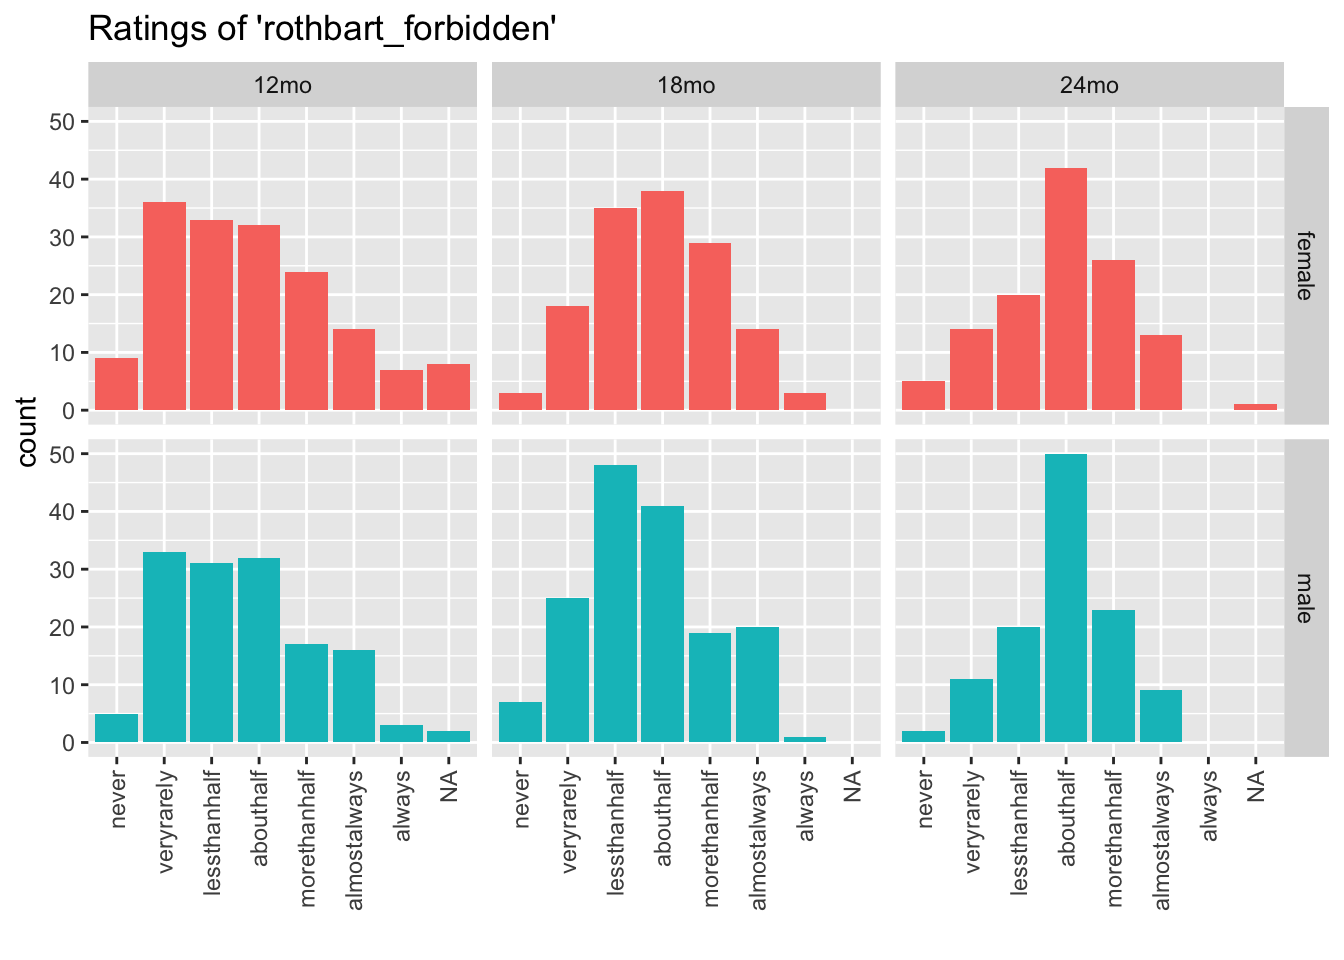 Ratings of 'rothbart_forbidden'
12mo 18mo 24mo
50
40
30
20
10
0
female
count
50
40
30
20
10
0
male
never veryrarely lessthanhalf abouthalf morethanhalf almostalways always NA never veryrarely lessthanhalf abouthalf morethanhalf almostalways always NA never veryrarely lessthanhalf abouthalf morethanhalf almostalways always NA